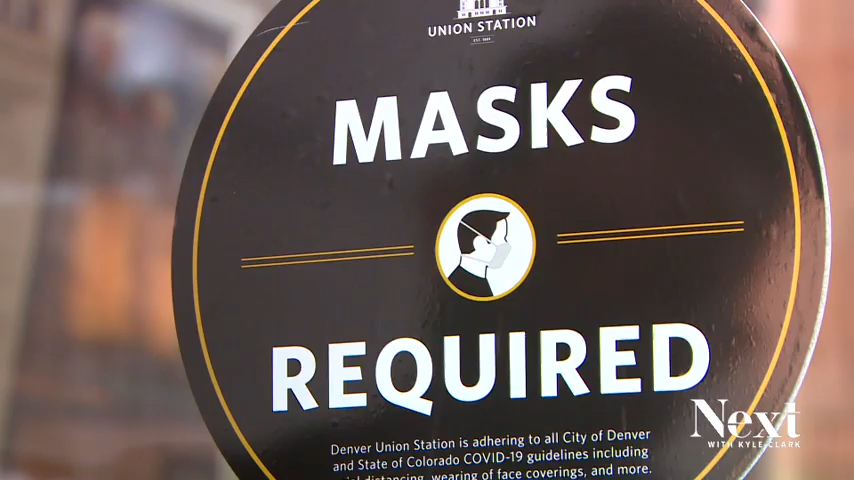 UNION STATION
MASKS
REQUIRED
Denver Union Station is adhering to all City of Denver
and State of Colorado COVID-19 guidelines including
distancing, wearing of face coverings, and more.
Next
WITH KYLE CLARK